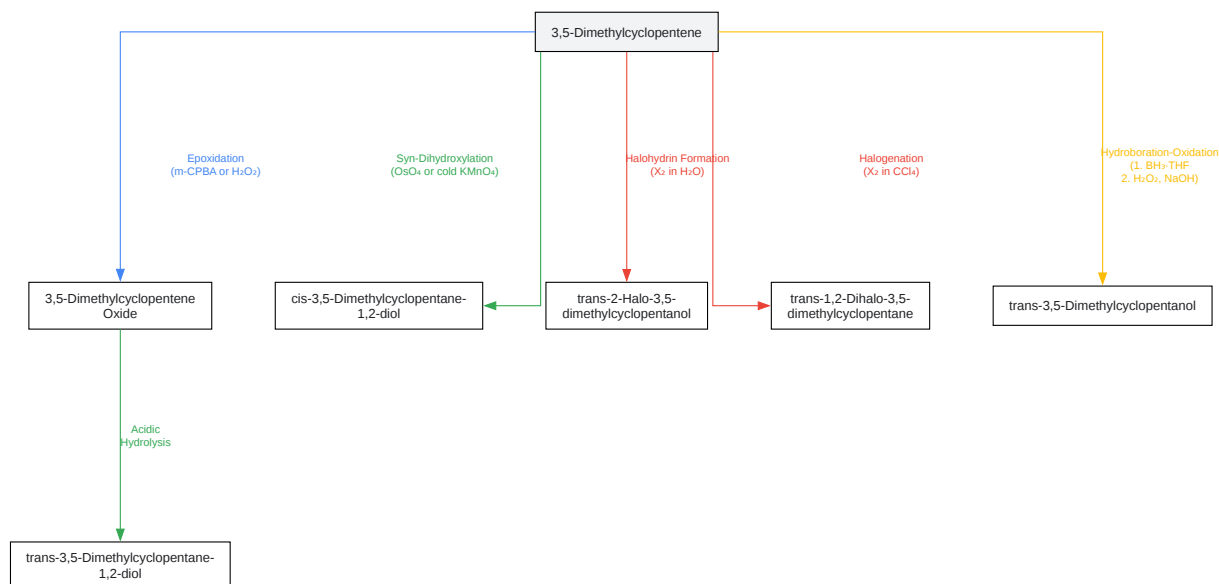 3,5-Dimethylcyclopentene
Epoxidation
(m-CPBA or H₂O₂)
Syn-Dihydroxylation
(OsO₄ or cold KMnO₄)
Halohydrin Formation
(X₂ in H₂O)
Halogenation
(X₂ in CCl₄)
Hydroboration-Oxidation
(1. BH₃-THF
2. H₂O₂, NaOH)
3,5-Dimethylcyclopentene
Oxide
cis-3,5-Dimethylcyclopentane-
1,2-diol
trans-2-Halo-3,5-
dimethylcyclopentanol
trans-1,2-Dihalo-3,5-
dimethylcyclopentane
trans-3,5-Dimethylcyclopentanol
Acidic
Hydrolysis
trans-3,5-Dimethylcyclopentane-
1,2-diol